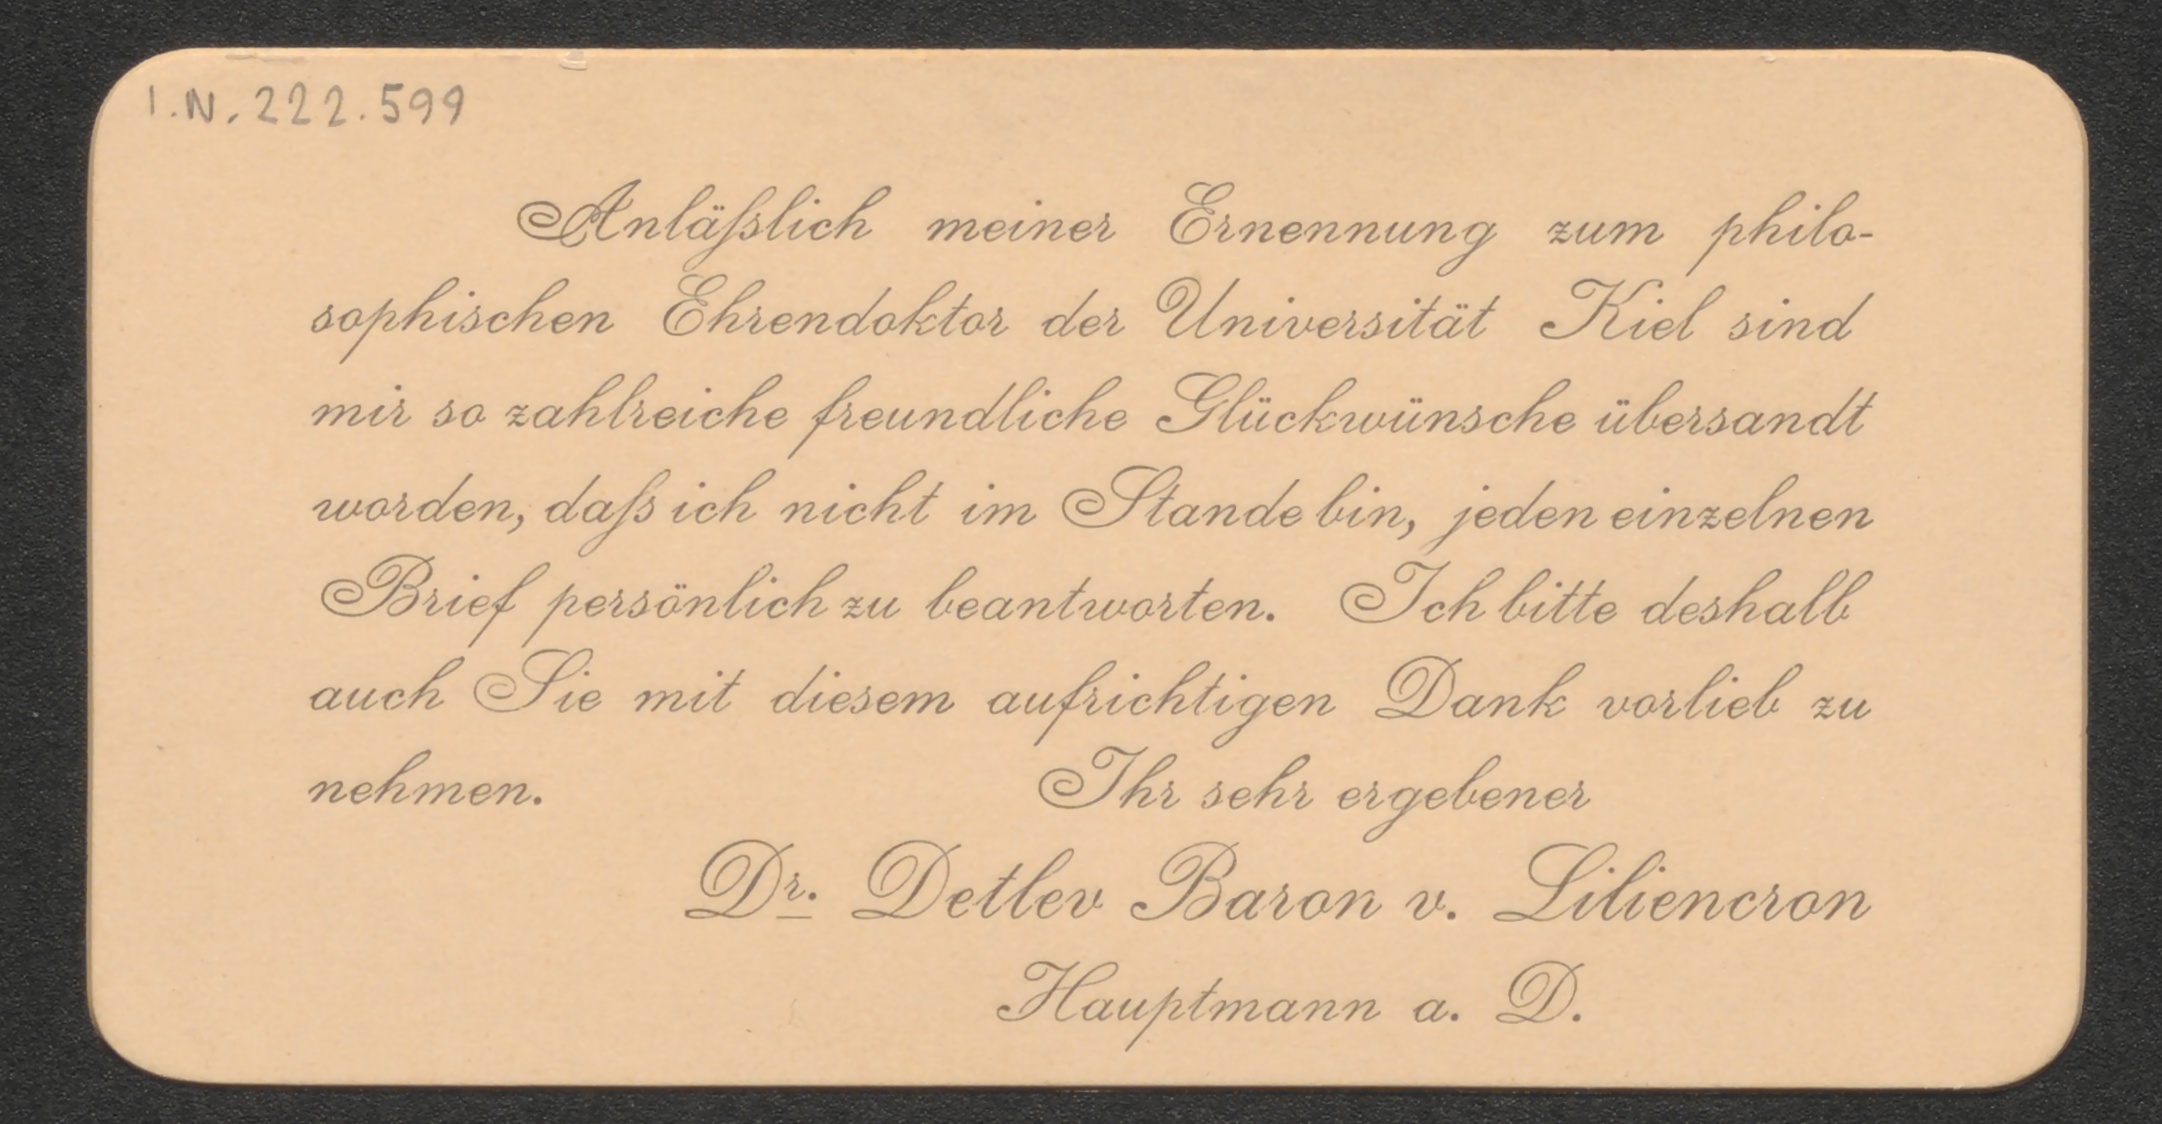 I.N. 222.599
Anläſslich meiner Ernennung zum philo-
sophischen Ehrendoktor der Universität Kiel sind
mir so zahlreiche freundliche Glückwünsche übersandt
worden, daſs ich nicht im Stande bin, jeden einzelnen
Brief persönlich zu beantworten. Ich bitte deshalb
auch Sie mit diesem aufrichtigen Dank vorlieb zu
nehmen. Ihr sehr ergebener
Dr. Detlev Baron v. Liliencron
Hauptmann a. D.